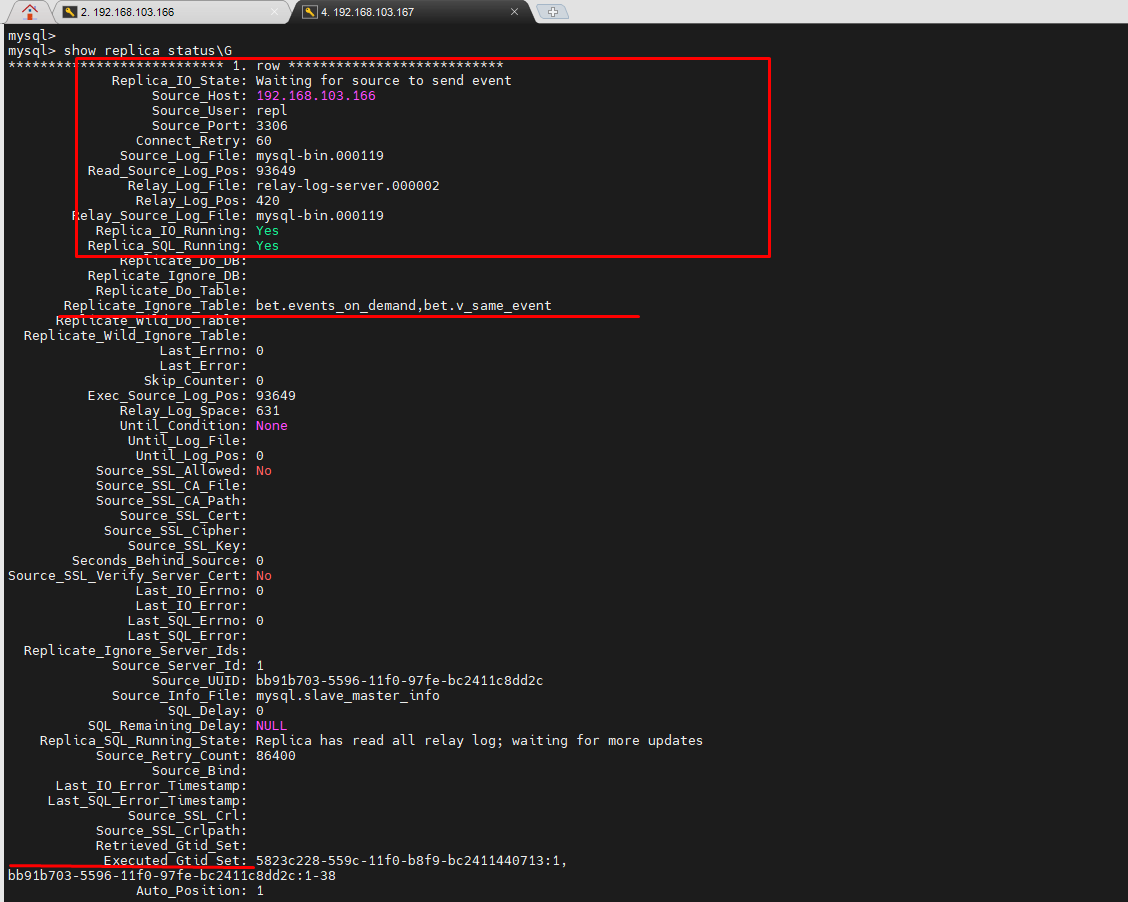 2. 192.168.103.166
4. 192.168.103.167
mysql>
mysql> show replica status\G
*************************** 1. row ***************************
Replica_IO_State: Waiting for source to send event
Source_Host: 192.168.103.166
Source_User: repl
Source_Port: 3306
Connect_Retry: 60
Source_Log_File: mysql-bin.000119
Read_Source_Log_Pos: 93649
Relay_Log_File: relay-log-server.000002
Relay_Log_Pos: 420
Relay_Source_Log_File: mysql-bin.000119
Replica_IO_Running: Yes
Replica_SQL_Running: Yes
Replicate_Do_DB:
Replicate_Ignore_DB:
Replicate_Do_Table:
Replicate_Ignore_Table: bet.events_on_demand,bet.v_same_event
Replicate_Wild_Do_Table:
Replicate_Wild_Ignore_Table:
Last_Errno: 0
Last_Error:
Skip_Counter: 0
Exec_Source_Log_Pos: 93649
Relay_Log_Space: 631
Until_Condition: None
Until_Log_File:
Until_Log_Pos: 0
Source_SSL_Allowed: No
Source_SSL_CA_File:
Source_SSL_CA_Path:
Source_SSL_Cert:
Source_SSL_Cipher:
Source_SSL_Key:
Seconds_Behind_Source: 0
Source_SSL_Verify_Server_Cert: No
Last_IO_Errno: 0
Last_IO_Error:
Last_SQL_Errno: 0
Last_SQL_Error:
Replicate_Ignore_Server_Ids:
Source_Server_Id: 1
Source_UUID: bb91b703-5596-11f0-97fe-bc2411c8dd2c
Source_Info_File: mysql.slave_master_info
SQL_Delay: 0
SQL_Remaining_Delay: NULL
Replica_SQL_Running_State: Replica has read all relay log; waiting for more updates
Source_Retry_Count: 86400
Source_Bind:
Last_IO_Error_Timestamp:
Last_SQL_Error_Timestamp:
Source_SSL_Crl:
Source_SSL_Crlpath:
Retrieved_Gtid_Set:
Executed_Gtid_Set: 5823c228-559c-11f0-b8f9-bc2411440713:1,
bb91b703-5596-11f0-97fe-bc2411c8dd2c:1-38
Auto_Position: 1